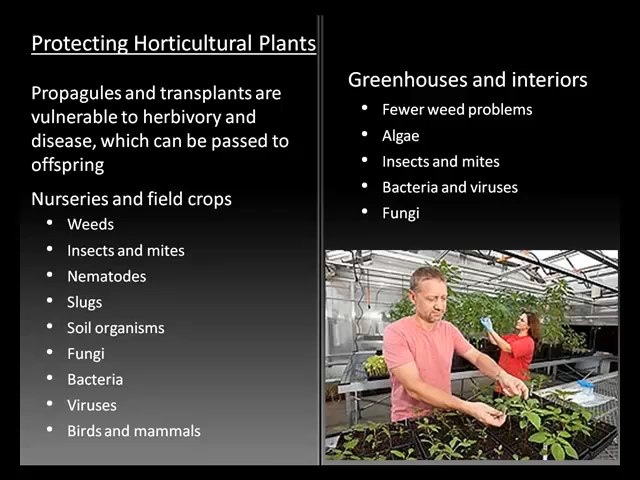 Protecting Horticultural Plants
Propagules and transplants are
vulnerable to herbivory and
disease, which can be passed to
offspring
Nurseries and field crops
• Weeds
• Insects and mites
• Nematodes
• Slugs
• Soil organisms
• Fungi
• Bacteria
• Viruses
• Birds and mammals
Greenhouses and interiors
• Fewer weed problems
• Algae
• Insects and mites
• Bacteria and viruses
• Fungi